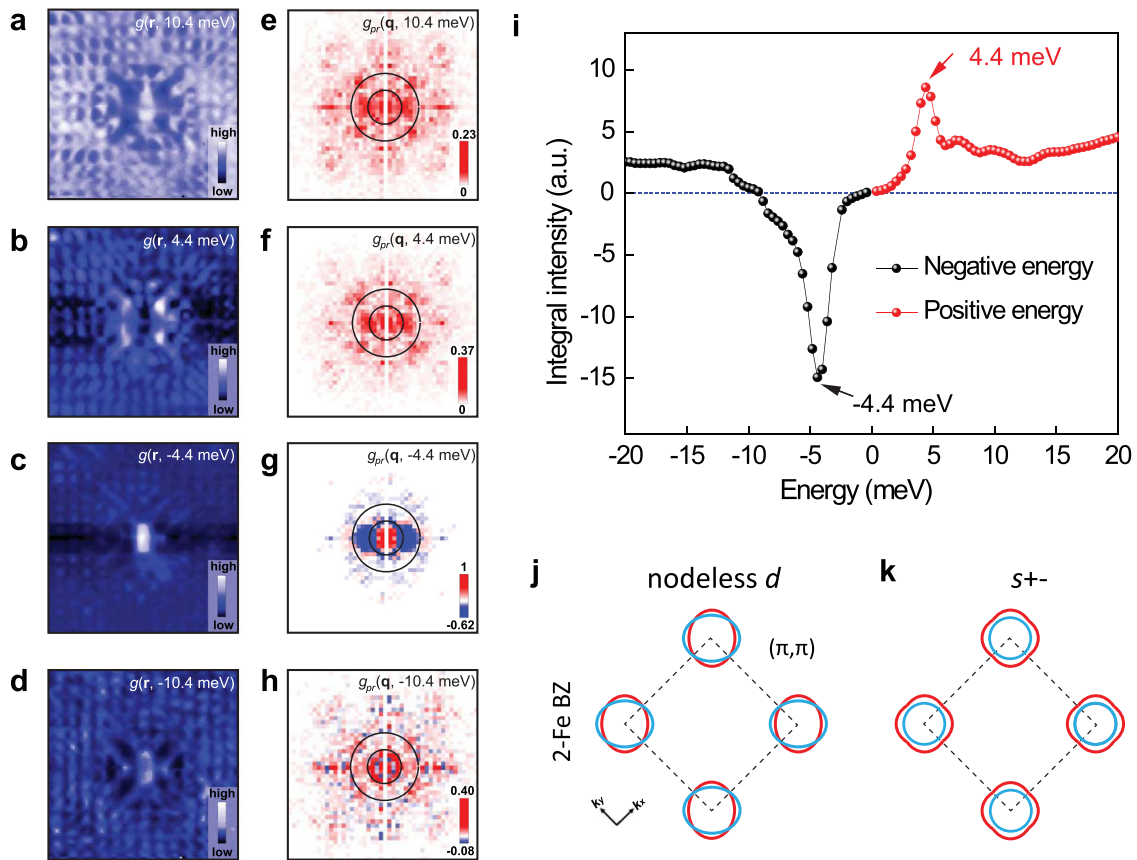 a
g(r, 10.4 meV)
high
low
b
g(r, 4.4 meV)
high
low
c
g(r, -4.4 meV)
high
low
d
g(r, -10.4 meV)
high
low
e
gpr(q, 10.4 meV)
0.23
0
f
gpr(q, 4.4 meV)
0.37
0
g
gpr(q, -4.4 meV)
1
-0.62
h
gpr(q, -10.4 meV)
0.40
-0.08
i
Integral intensity (a.u.)
10
5
0
-5
-10
-15
4.4 meV
Negative energy
Positive energy
-4.4 meV
-20 -15 -10 -5 0 5 10 15 20
Energy (meV)
j
nodeless d
(π,π)
2-Fe BZ
ky
kx
k
s+-